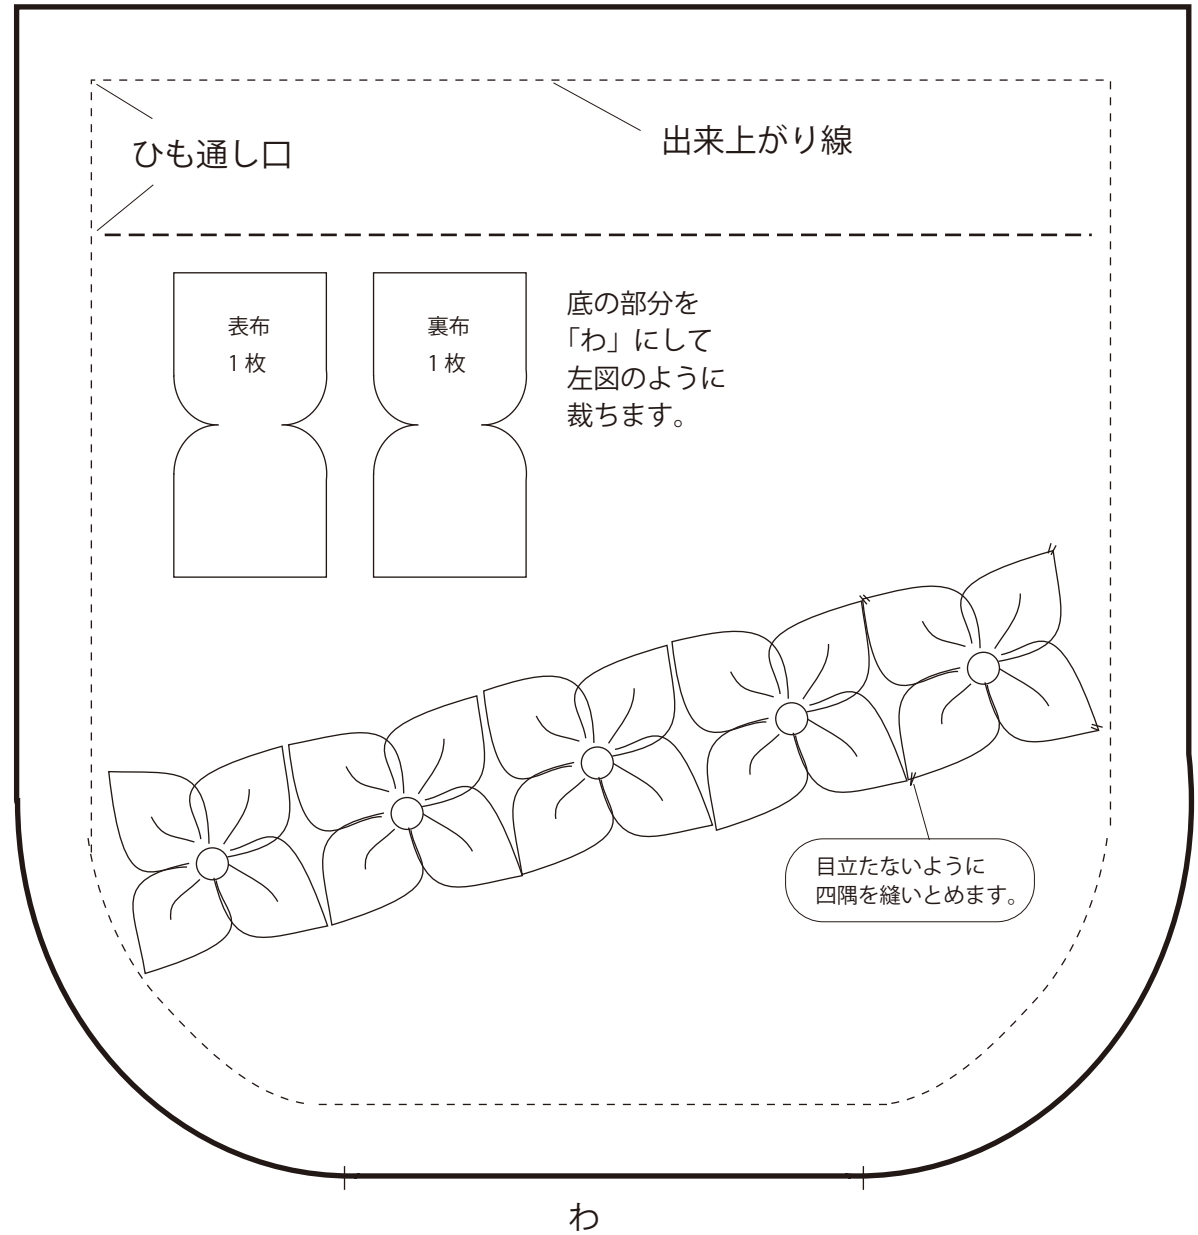 ひも通し口
出来上がり線
表布
1 枚
裏布
1 枚
底の部分を
「わ」にして
左図のように
裁ちます。
目立たないように
四隅を縫いとめます。
わ